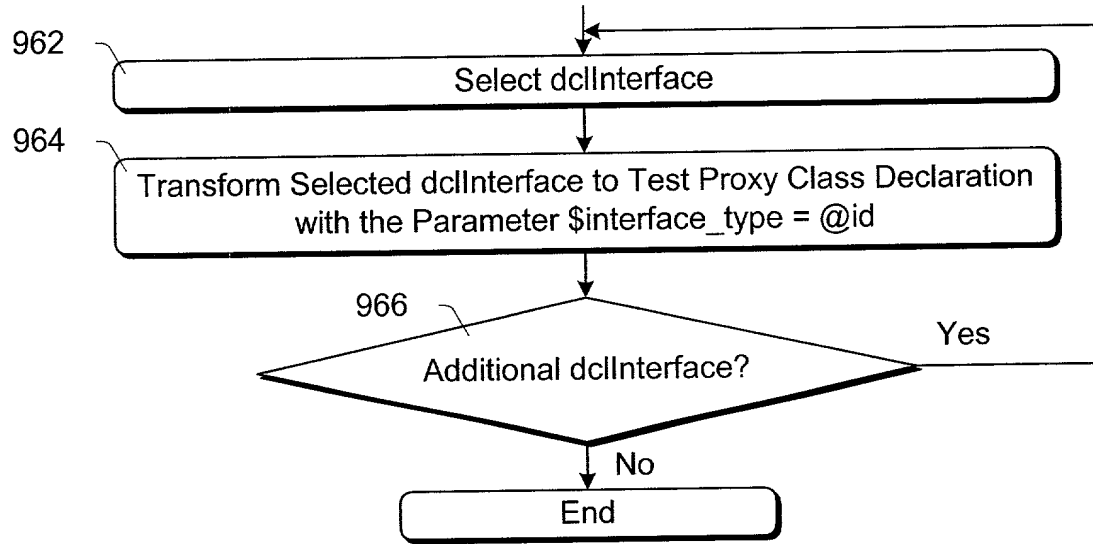 962
Select dclInterface
964
Transform Selected dclInterface to Test Proxy Class Declaration
with the Parameter $interface_type = @id
966
Yes
Additional dclInterface?
No
End